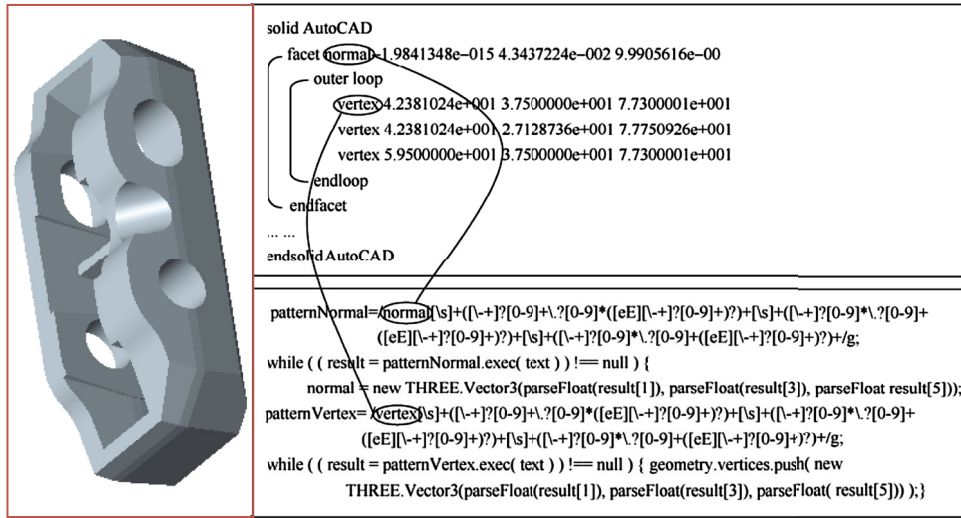 solid AutoCAD
facet normal-1.9841348e-015 4.3437224e-002 9.9905616e-00
outer loop
vertex 4.2381024e+001 3.7500000e+001 7.7300001e+001
vertex 4.2381024e+001 2.7128736e+001 7.7750926e+001
vertex 5.9500000e+001 3.7500000e+001 7.7300001e+001
endloop
endfacet
... ...
endsolid AutoCAD
patternNormal=/normal[\s]+([\-+]?[0-9]+\.?[0-9]*([eE][\-+]?[0-9]+)?)+[\s]+([\-+]?[0-9]*\.?[0-9]+
([eE][\-+]?[0-9]+)?)+[\s]+([\-+]?[0-9]*\.?[0-9]+([eE][\-+]?[0-9]+)?)+/g;
while ( ( result = patternNormal.exec( text ) ) !== null ) {
normal = new THREE.Vector3(parseFloat(result[1]), parseFloat(result[3]), parseFloat result[5]));
patternVertex= /vertex[\s]+([\-+]?[0-9]+\.?[0-9]*([eE][\-+]?[0-9]+)?)+[\s]+([\-+]?[0-9]*\.?[0-9]+
([eE][\-+]?[0-9]+)?)+[\s]+([\-+]?[0-9]*\.?[0-9]+([eE][\-+]?[0-9]+)?)+/g;
while ( ( result = patternVertex.exec( text ) ) !== null ) { geometry.vertices.push( new
THREE.Vector3(parseFloat(result[1]), parseFloat(result[3]), parseFloat( result[5])) );}